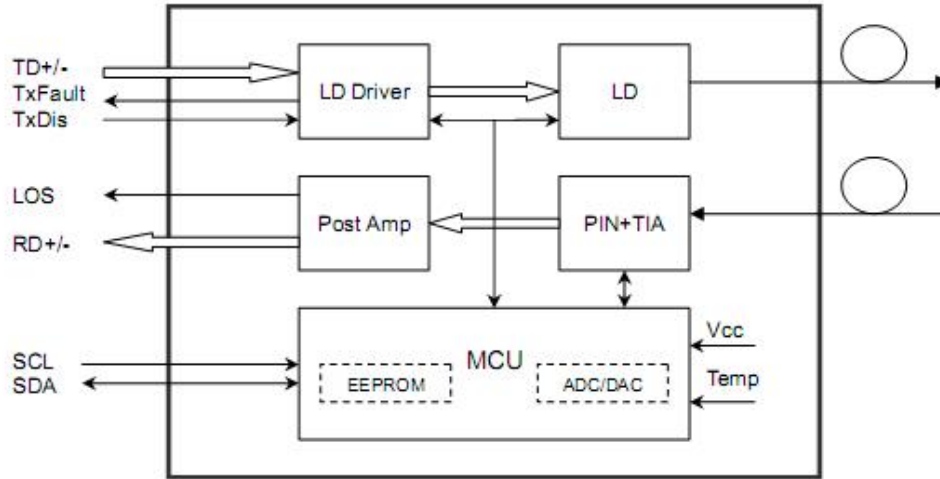 TD+/-
TxFault
TxDis
LD Driver
LD
LOS
RD+/-
Post Amp
PIN+TIA
SCL
SDA
MCU
EEPROM
ADC/DAC
Vcc
Temp